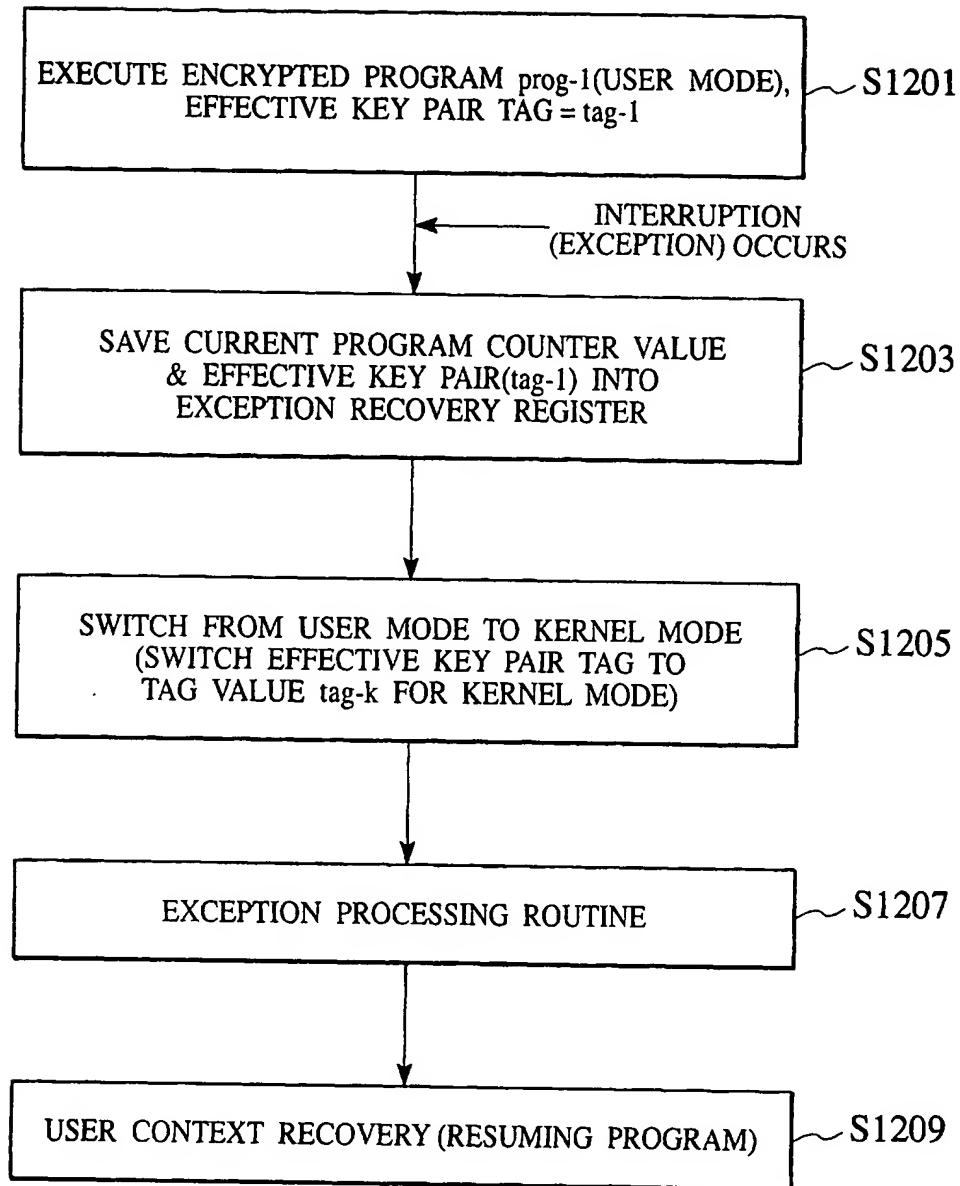 EXECUTE ENCRYPTED PROGRAM prog-1(USER MODE),
EFFECTIVE KEY PAIR TAG = tag-1
S1201
INTERRUPTION
(EXCEPTION) OCCURS
SAVE CURRENT PROGRAM COUNTER VALUE
& EFFECTIVE KEY PAIR(tag-1) INTO
EXCEPTION RECOVERY REGISTER
S1203
SWITCH FROM USER MODE TO KERNEL MODE
(SWITCH EFFECTIVE KEY PAIR TAG TO
TAG VALUE tag-k FOR KERNEL MODE)
S1205
EXCEPTION PROCESSING ROUTINE
S1207
USER CONTEXT RECOVERY (RESUMING PROGRAM)
S1209